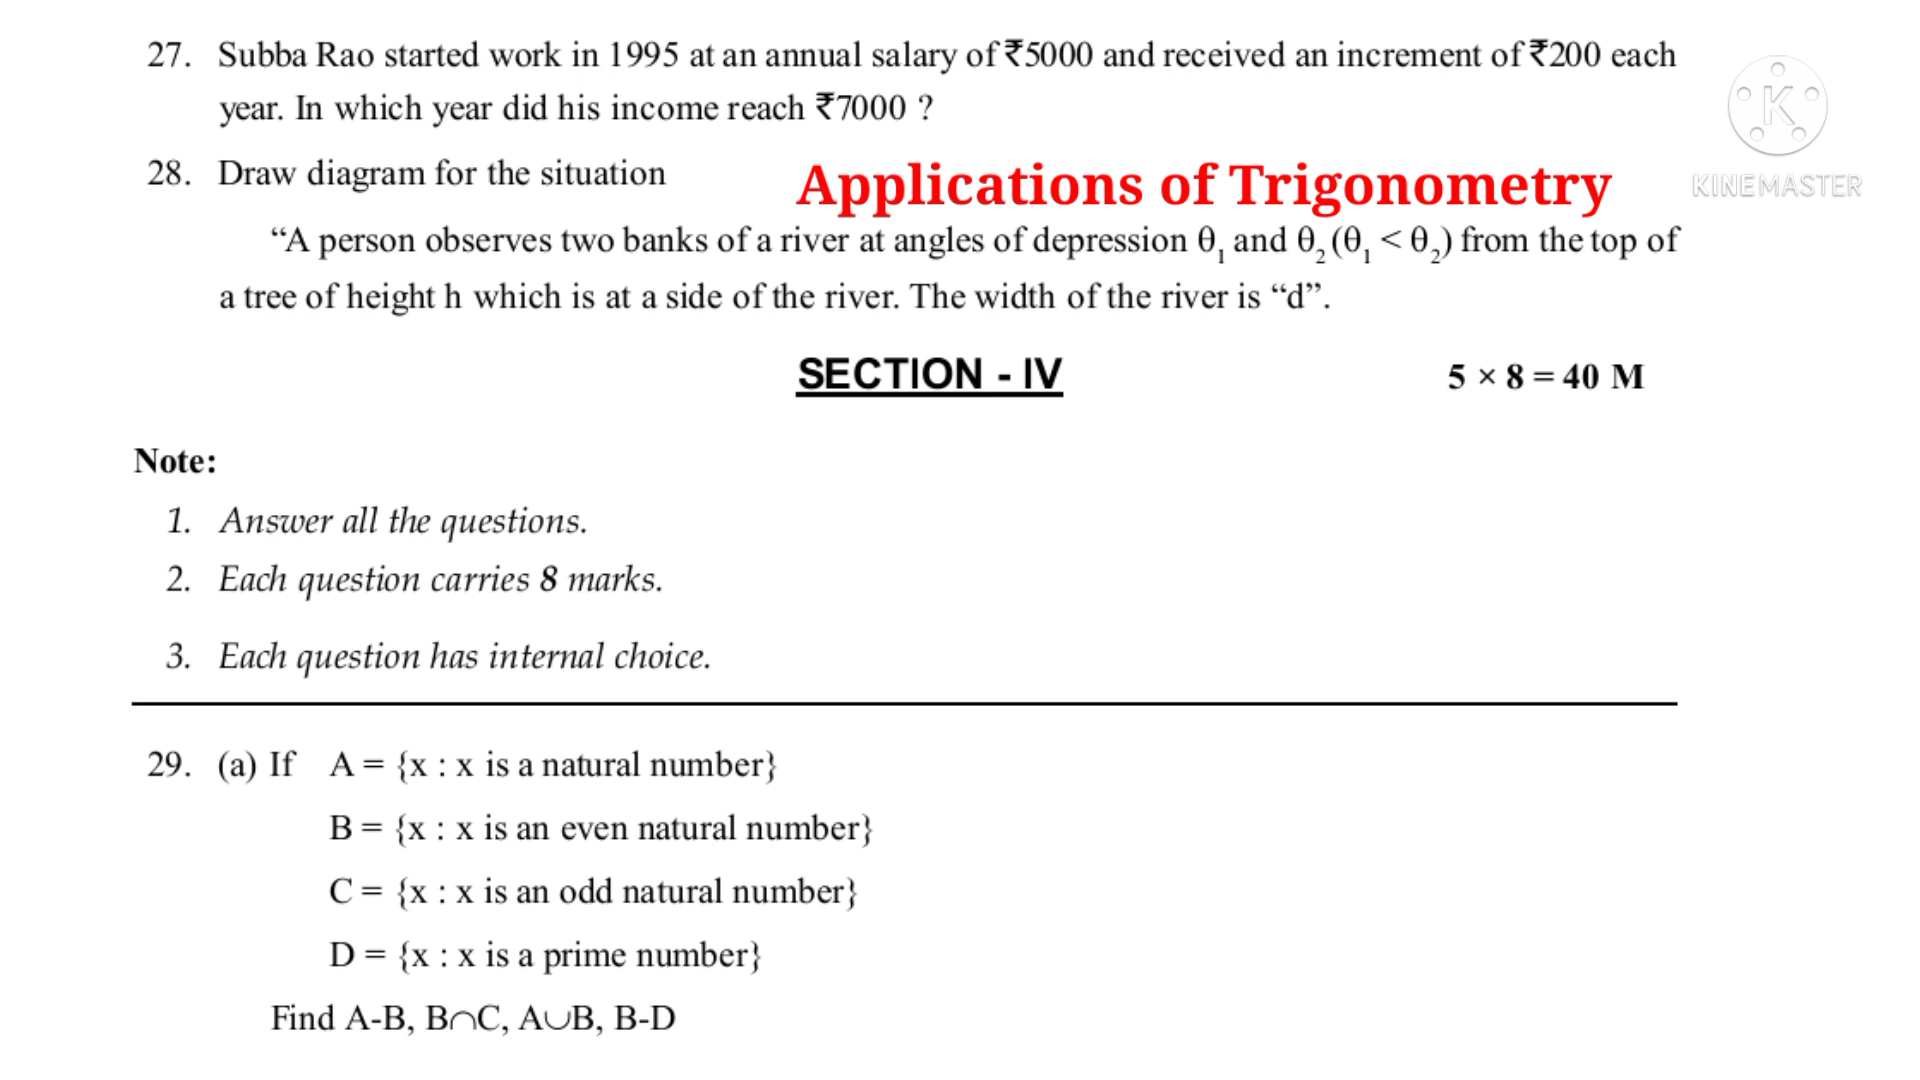 27. Subba Rao started work in 1995 at an annual salary of ₹5000 and received an increment of ₹200 each
year. In which year did his income reach ₹7000 ?
28. Draw diagram for the situation
Applications of Trigonometry
KINEMASTER
“A person observes two banks of a river at angles of depression θ₁ and θ₂ (θ₁ < θ₂) from the top of
a tree of height h which is at a side of the river. The width of the river is “d”.
SECTION - IV
5 × 8 = 40 M
Note:
1. Answer all the questions.
2. Each question carries 8 marks.
3. Each question has internal choice.
29. (a) If A = {x : x is a natural number}
B = {x : x is an even natural number}
C = {x : x is an odd natural number}
D = {x : x is a prime number}
Find A-B, B∩C, A∪B, B-D